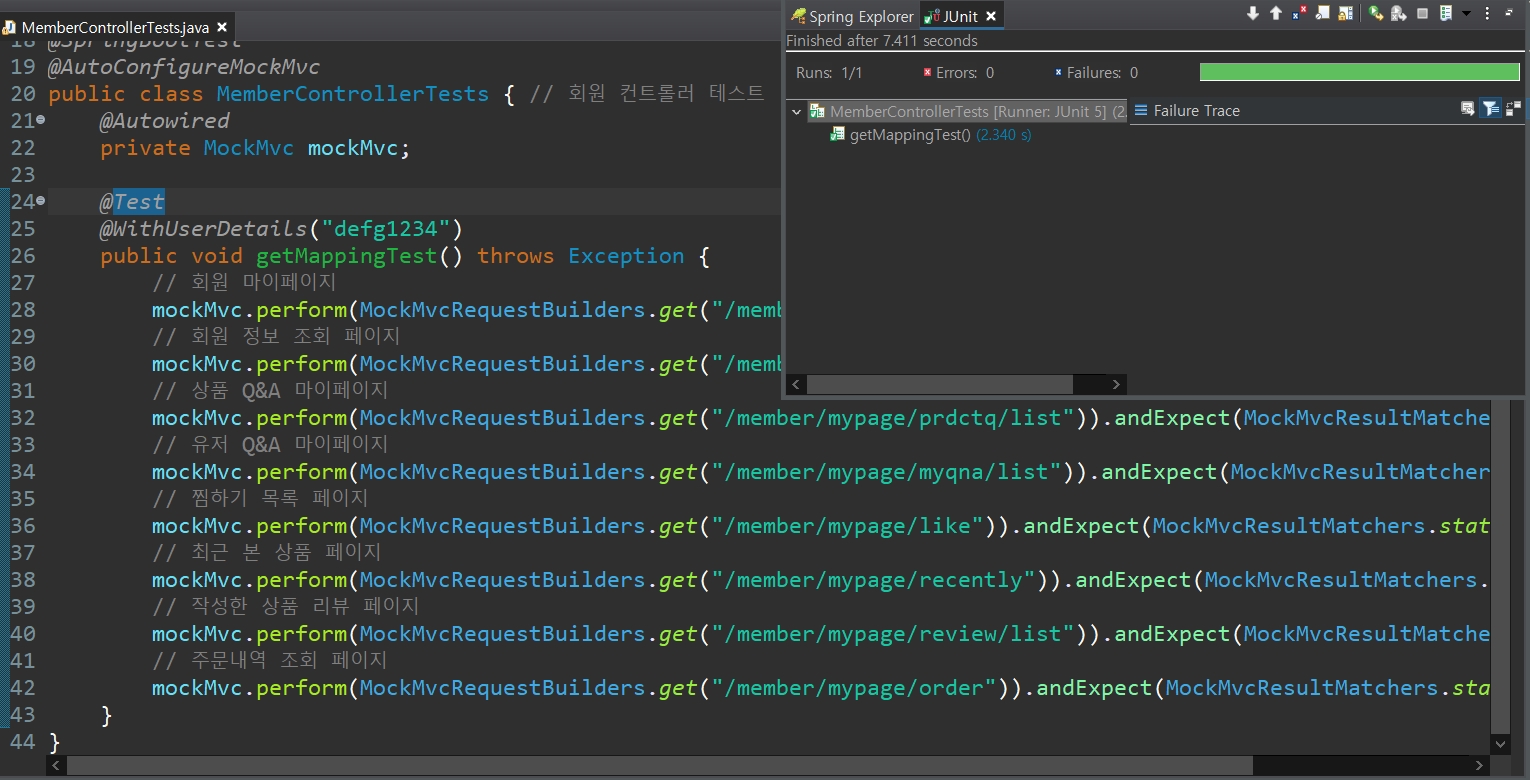 MemberControllerTests.java
Spring Explorer
JUnit
Finished after 7.411 seconds
Runs: 1/1
Errors: 0
Failures: 0
MemberControllerTests [Runner: JUnit 5] (2.
Failure Trace
getMappingTest() (2.340 s)
18 @SpringBootTest
19 @AutoConfigureMockMvc
20 public class MemberControllerTests { // 회원 컨트롤러 테스트
21 @Autowired
22 private MockMvc mockMvc;
23
24 @Test
25 @WithUserDetails("defg1234")
26 public void getMappingTest() throws Exception {
27 // 회원 마이페이지
28 mockMvc.perform(MockMvcRequestBuilders.get("/memb
29 // 회원 정보 조회 페이지
30 mockMvc.perform(MockMvcRequestBuilders.get("/memb
31 // 상품 Q&A 마이페이지
32 mockMvc.perform(MockMvcRequestBuilders.get("/member/mypage/prdctq/list")).andExpect(MockMvcResultMatche
33 // 유저 Q&A 마이페이지
34 mockMvc.perform(MockMvcRequestBuilders.get("/member/mypage/myqna/list")).andExpect(MockMvcResultMatcher
35 // 찜하기 목록 페이지
36 mockMvc.perform(MockMvcRequestBuilders.get("/member/mypage/like")).andExpect(MockMvcResultMatchers.stat
37 // 최근 본 상품 페이지
38 mockMvc.perform(MockMvcRequestBuilders.get("/member/mypage/recently")).andExpect(MockMvcResultMatchers.
39 // 작성한 상품 리뷰 페이지
40 mockMvc.perform(MockMvcRequestBuilders.get("/member/mypage/review/list")).andExpect(MockMvcResultMatche
41 // 주문내역 조회 페이지
42 mockMvc.perform(MockMvcRequestBuilders.get("/member/mypage/order")).andExpect(MockMvcResultMatchers.sta
43 }
44 }